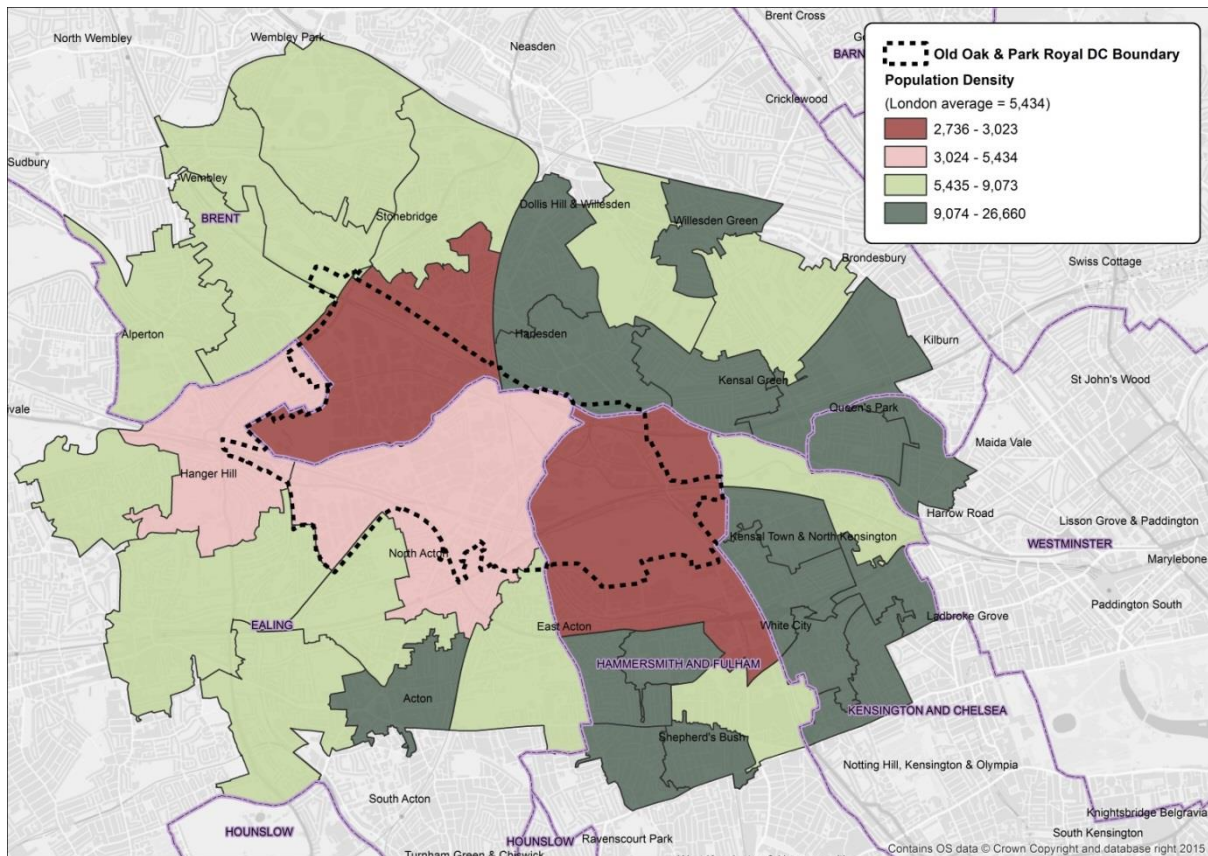 North Wembley
Wembley Park
Neasden
Brent Cross
Cricklewood
Old Oak & Park Royal DC Boundary
Population Density
(London average = 5,434)
2,736 - 3,023
3,024 - 5,434
5,435 - 9,073
9,074 - 26,660
Sudbury
Wembley
BRENT
Stonebridge
Dollis Hill & Willesden
Willesden Green
Brondesbury
Swiss Cottage
Alperton
Harlesden
Kilburn
Kensal Green
St John's Wood
Queen's Park
Maida Vale
Hanger Hill
Harrow Road
Lisson Grove & Paddington
Kensal Town & North Kensington
WESTMINSTER
North Acton
Marylebone
Paddington South
EALING
East Acton
White City
Ladbroke Grove
HAMMERSMITH AND FULHAM
Acton
KENSINGTON AND CHELSEA
Shepherd's Bush
Notting Hill, Kensington & Olympia
South Acton
Knightsbridge Belgravia
HOUNSLOW
HOUNSLOW
Ravenscourt Park
South Kensington
Turnham Green & Chiswick
Contains OS data © Crown Copyright and database right 2015